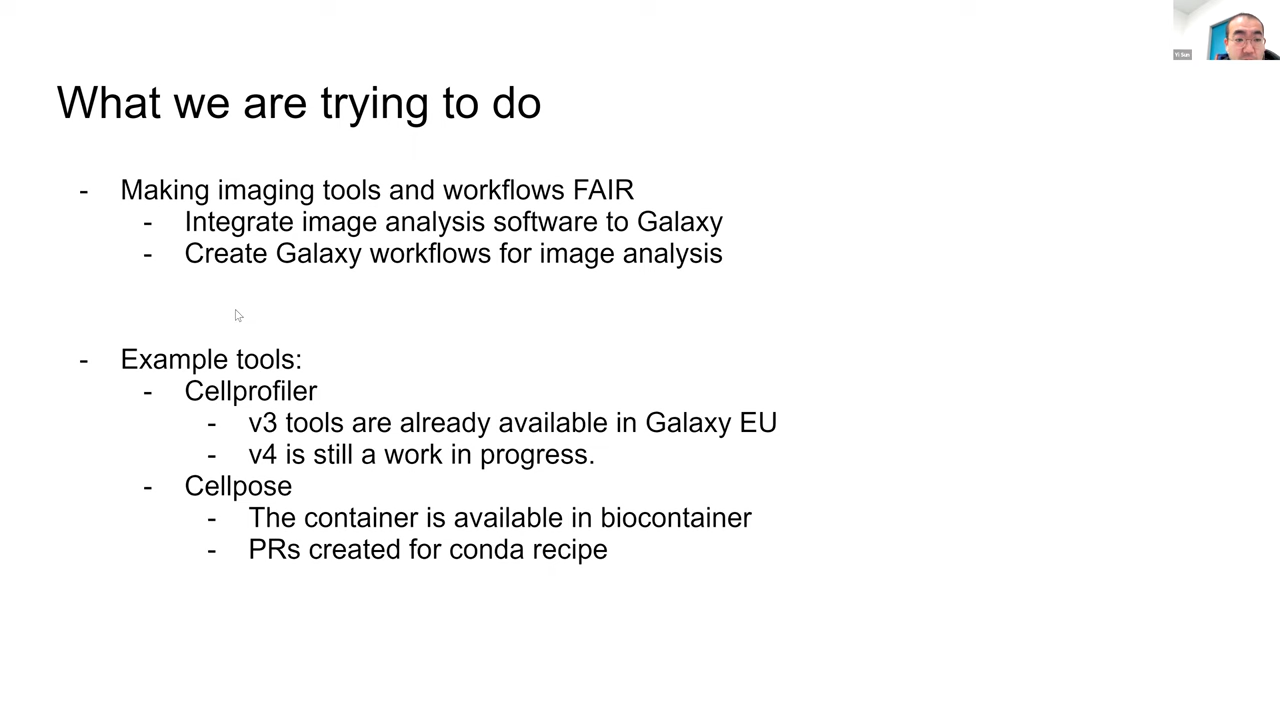 Yi Sun
What we are trying to do
- Making imaging tools and workflows FAIR
- Integrate image analysis software to Galaxy
- Create Galaxy workflows for image analysis
- Example tools:
- Cellprofiler
- v3 tools are already available in Galaxy EU
- v4 is still a work in progress.
- Cellpose
- The container is available in biocontainer
- PRs created for conda recipe